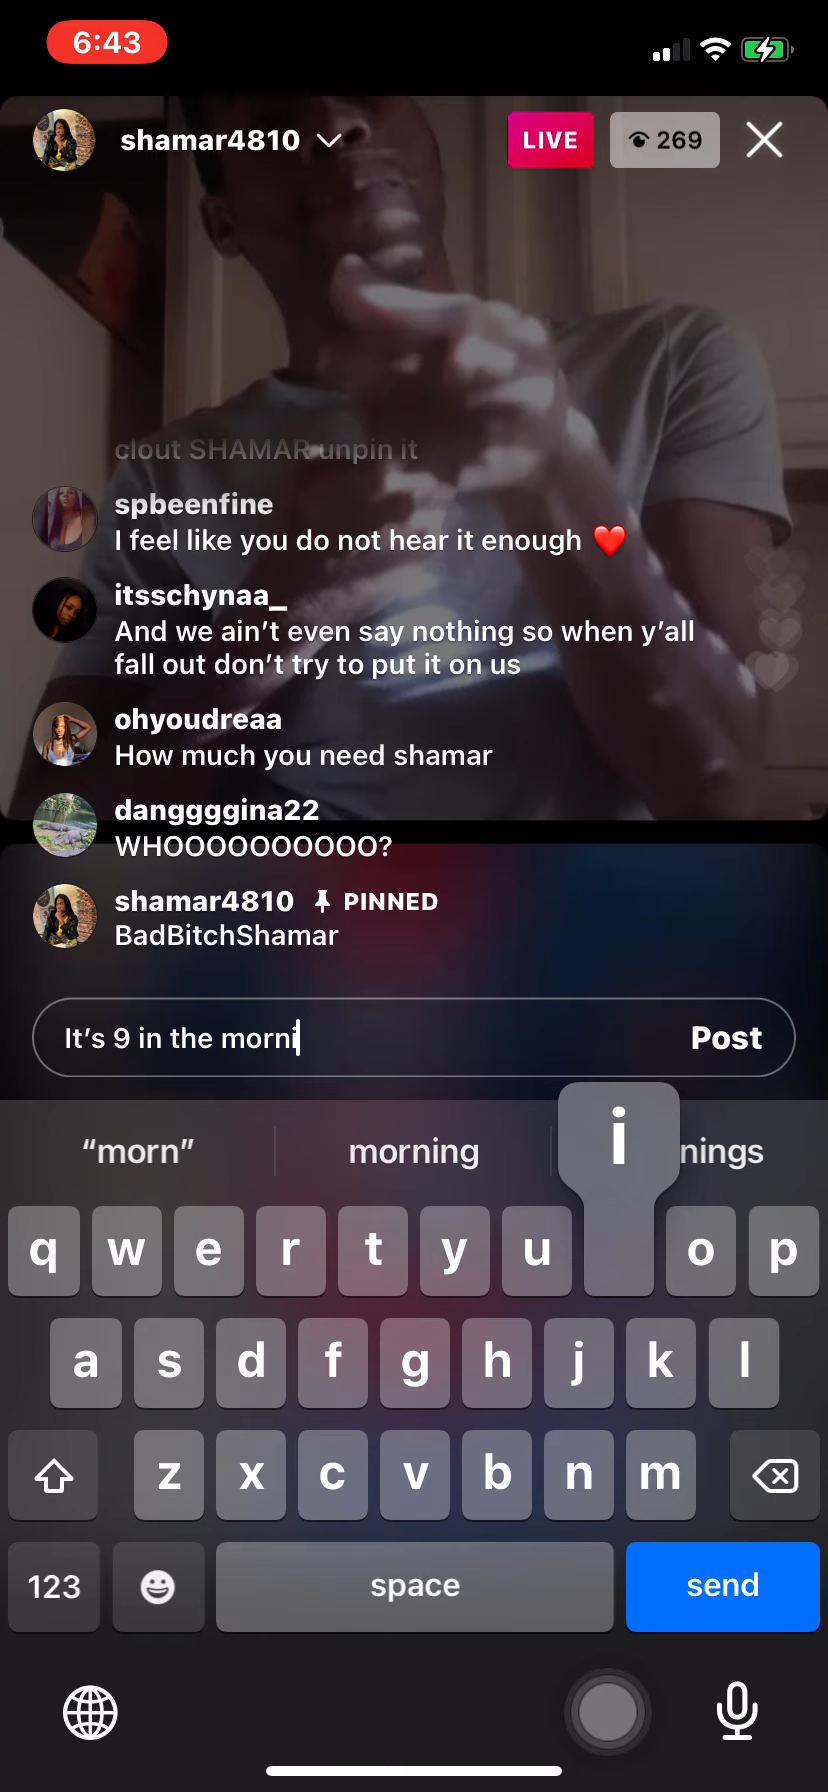 6:43
shamar4810
LIVE
269
clout SHAMAR unpin it
spbeenfine
I feel like you do not hear it enough ❤️
itsschynaa_
And we ain’t even say nothing so when y’all
fall out don’t try to put it on us
ohyoudreaa
How much you need shamar
danggggina22
WHOOOOOOOOOO?
shamar4810 PINNED
BadBitchShamar
It’s 9 in the morni
Post
“morn” morning nings
i
q w e r t y u o p
a s d f g h j k l
z x c v b n m
123 space send